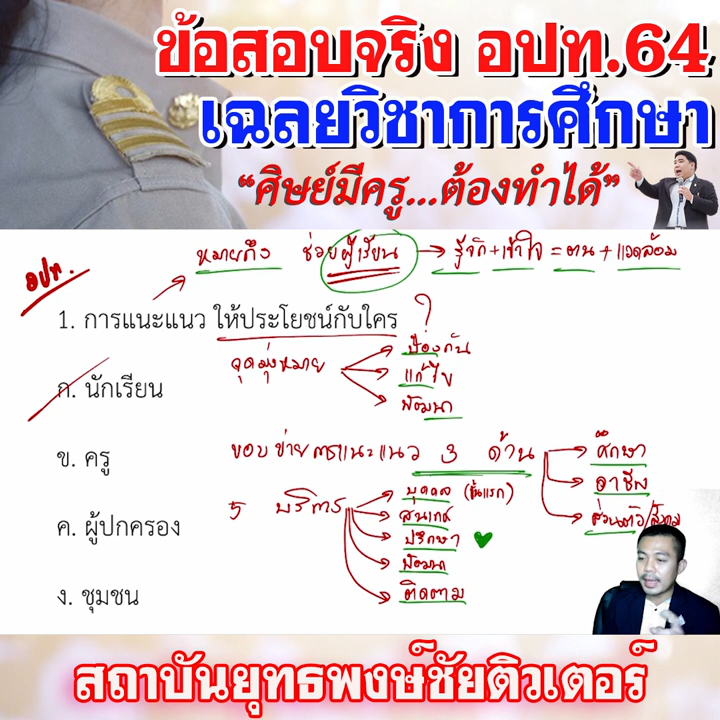 ข้อสอบจริง อปท.64
เฉลยวิชาการศึกษา
“ศิษย์มีครู...ต้องทำได้”
หมายถึง ช่วยผู้เรียน → รู้จัก+เข้าใจ = ตน + แวดล้อม
อปท.
1. การแนะแนว ให้ประโยชน์กับใคร ?
จุดมุ่งหมาย
ป้องกัน
แก้ไข
พัฒนา
ก. นักเรียน
ขอบข่ายการแนะแนว 3 ด้าน
ศึกษา
อาชีพ
ส่วนตัว/สังคม
ข. ครู
5 บริการ
บุคคล (ขั้นแรก)
สนเทศ
ปรึกษา
พัฒนา
ติดตาม
ค. ผู้ปกครอง
ง. ชุมชน
สถาบันยุทธพงษ์ชัยติวเตอร์